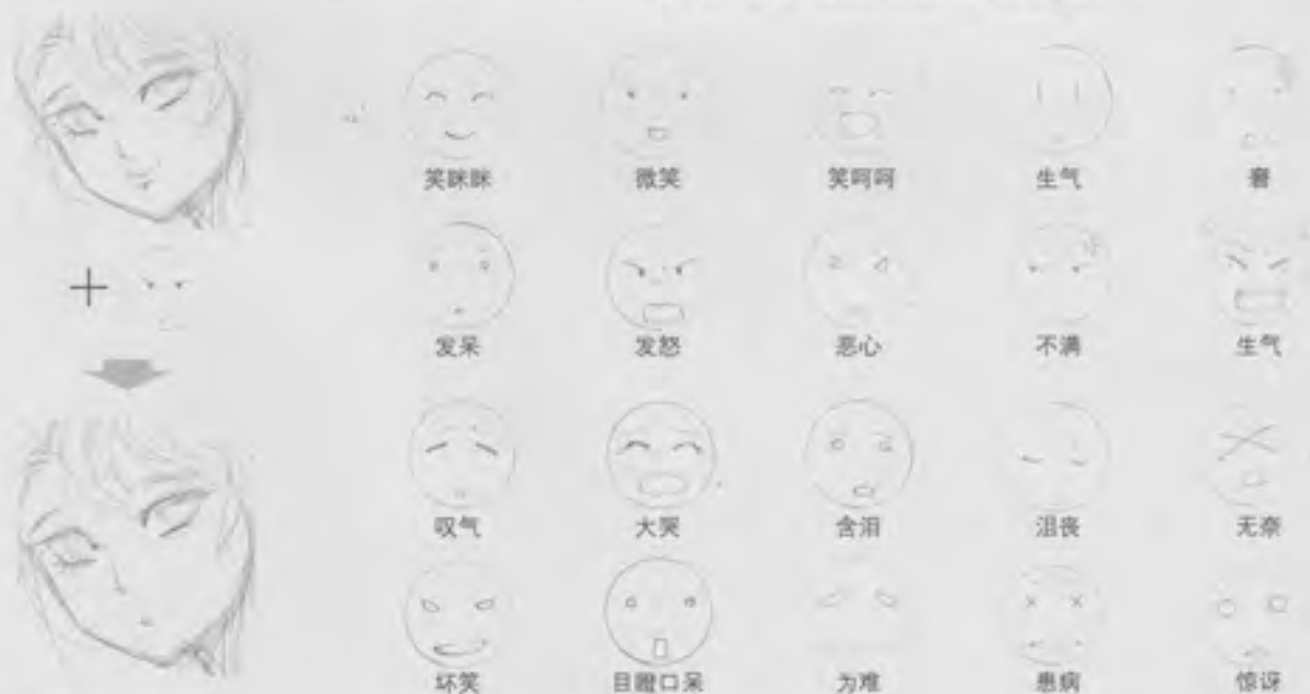 笑眯眯 微笑 笑呵呵 生气 窘
发呆 发怒 恶心 不满 生气
叹气 大哭 含泪 沮丧 无奈
坏笑 目瞪口呆 为难 患病 惊讶